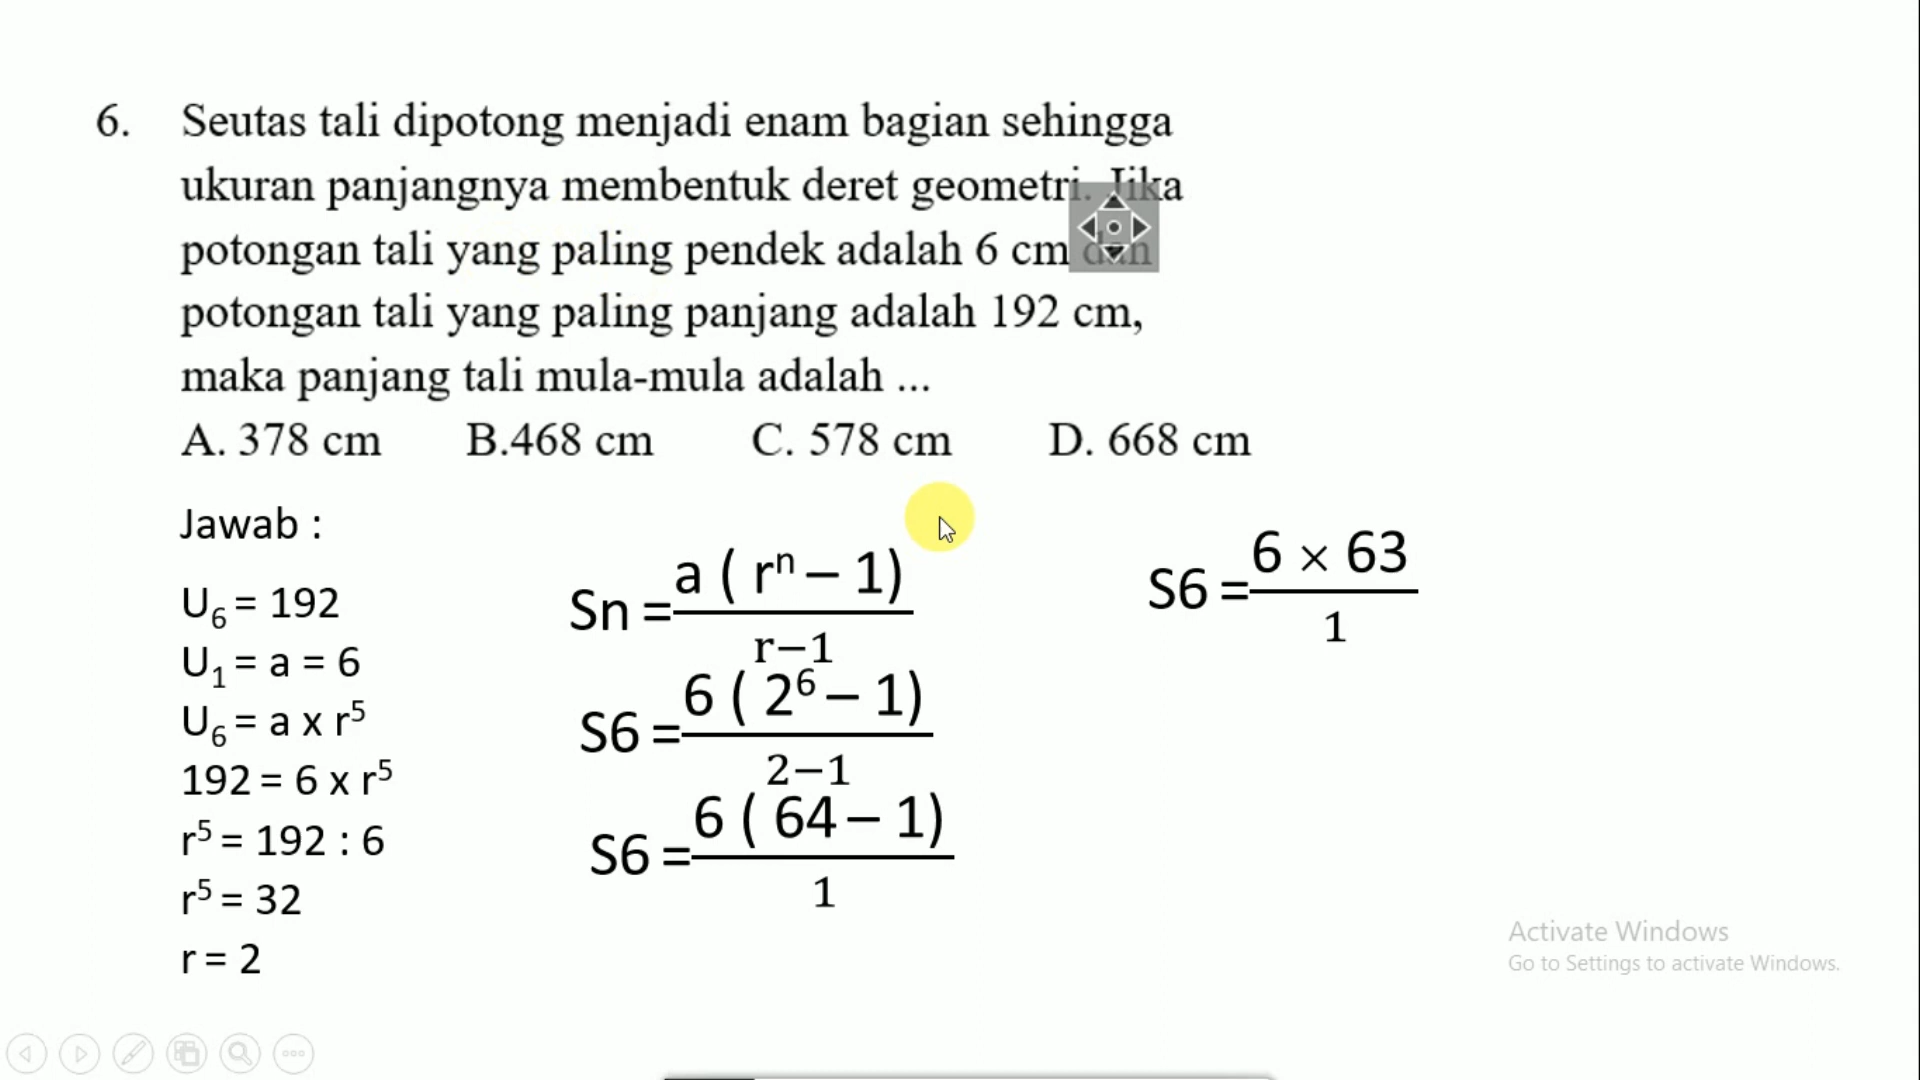 6. Seutas tali dipotong menjadi enam bagian sehingga
ukuran panjangnya membentuk deret geometri. Jika
potongan tali yang paling pendek adalah 6 cm dan
potongan tali yang paling panjang adalah 192 cm,
maka panjang tali mula-mula adalah ...
A. 378 cm B.468 cm C. 578 cm D. 668 cm
Jawab :
U₆ = 192
U₁ = a = 6
U₆ = a x r⁵
192 = 6 x r⁵
r⁵ = 192 : 6
r⁵ = 32
r = 2
Sn = a ( rⁿ – 1)
r–1
S6 = 6 ( 2⁶ – 1)
2–1
S6 = 6 ( 64 – 1)
1
S6 = 6 × 63
1
Activate Windows
Go to Settings to activate Windows.